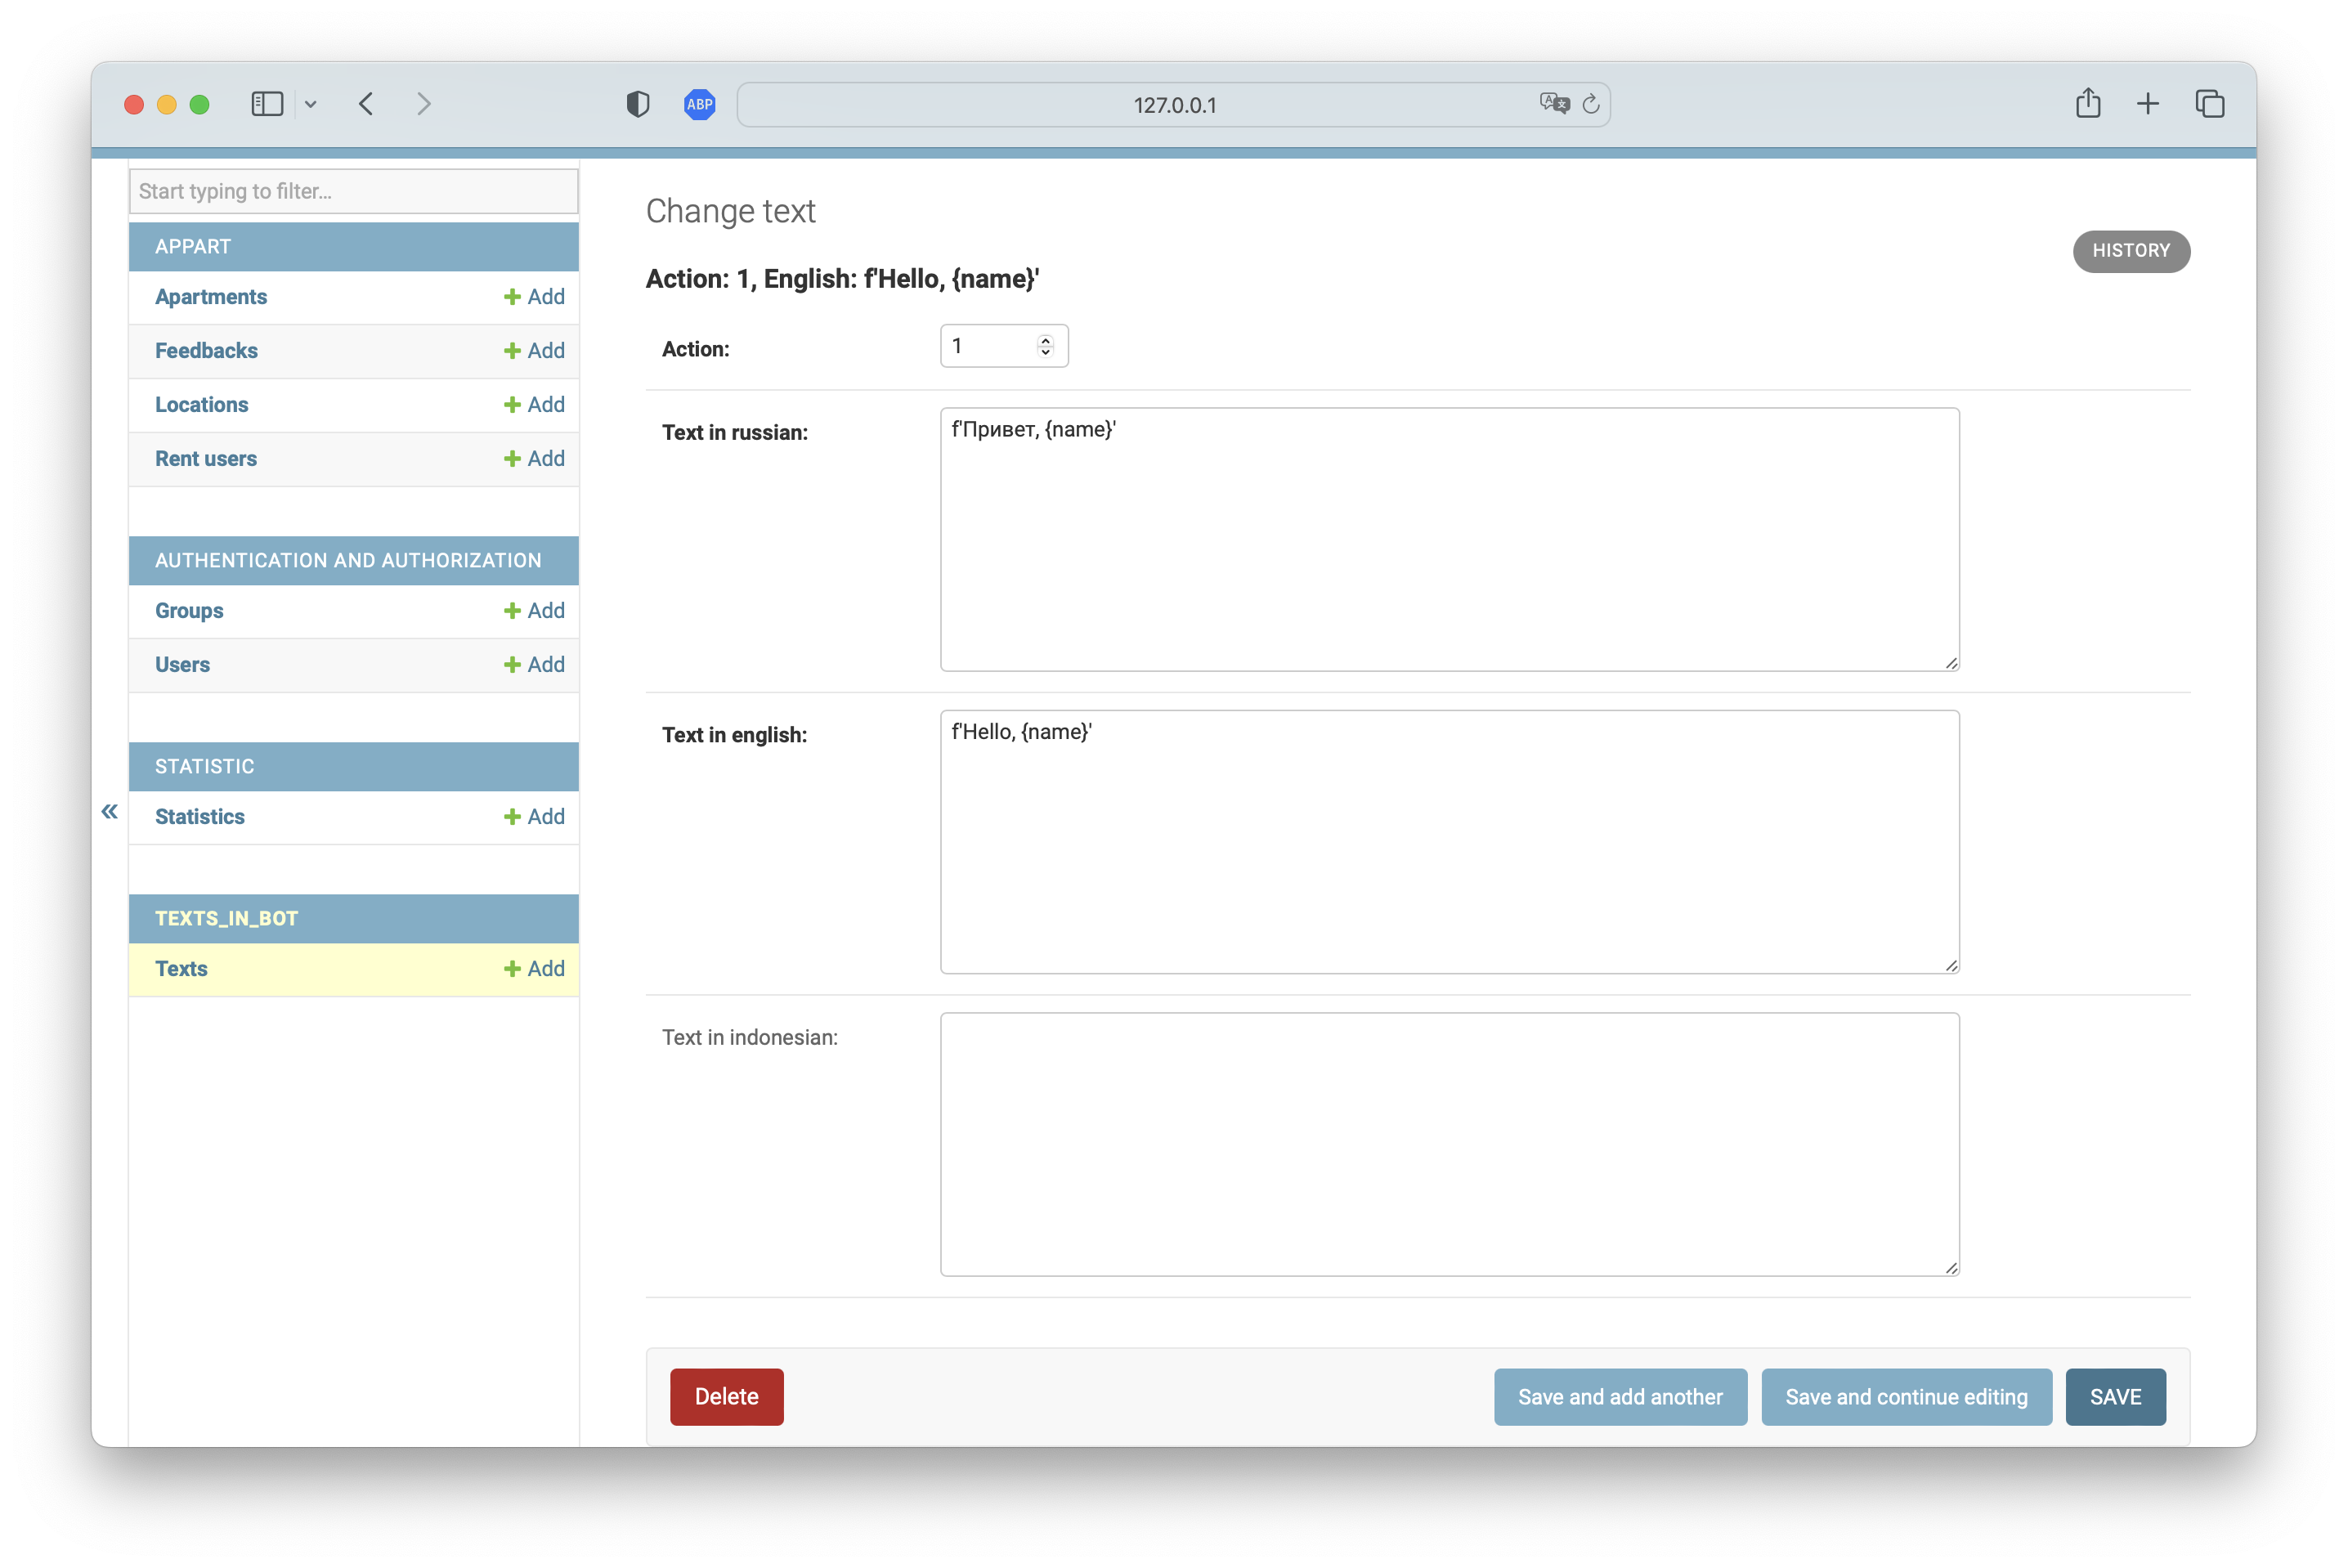 ABP
127.0.0.1
Start typing to filter...
APPART
Apartments Add
Feedbacks Add
Locations Add
Rent users Add
AUTHENTICATION AND AUTHORIZATION
Groups Add
Users Add
STATISTIC
Statistics Add
«
TEXTS_IN_BOT
Texts Add
Change text
HISTORY
Action: 1, English: f'Hello, {name}'
Action: 1
Text in russian: f'Привет, {name}'
Text in english: f'Hello, {name}'
Text in indonesian:
Delete Save and add another Save and continue editing SAVE